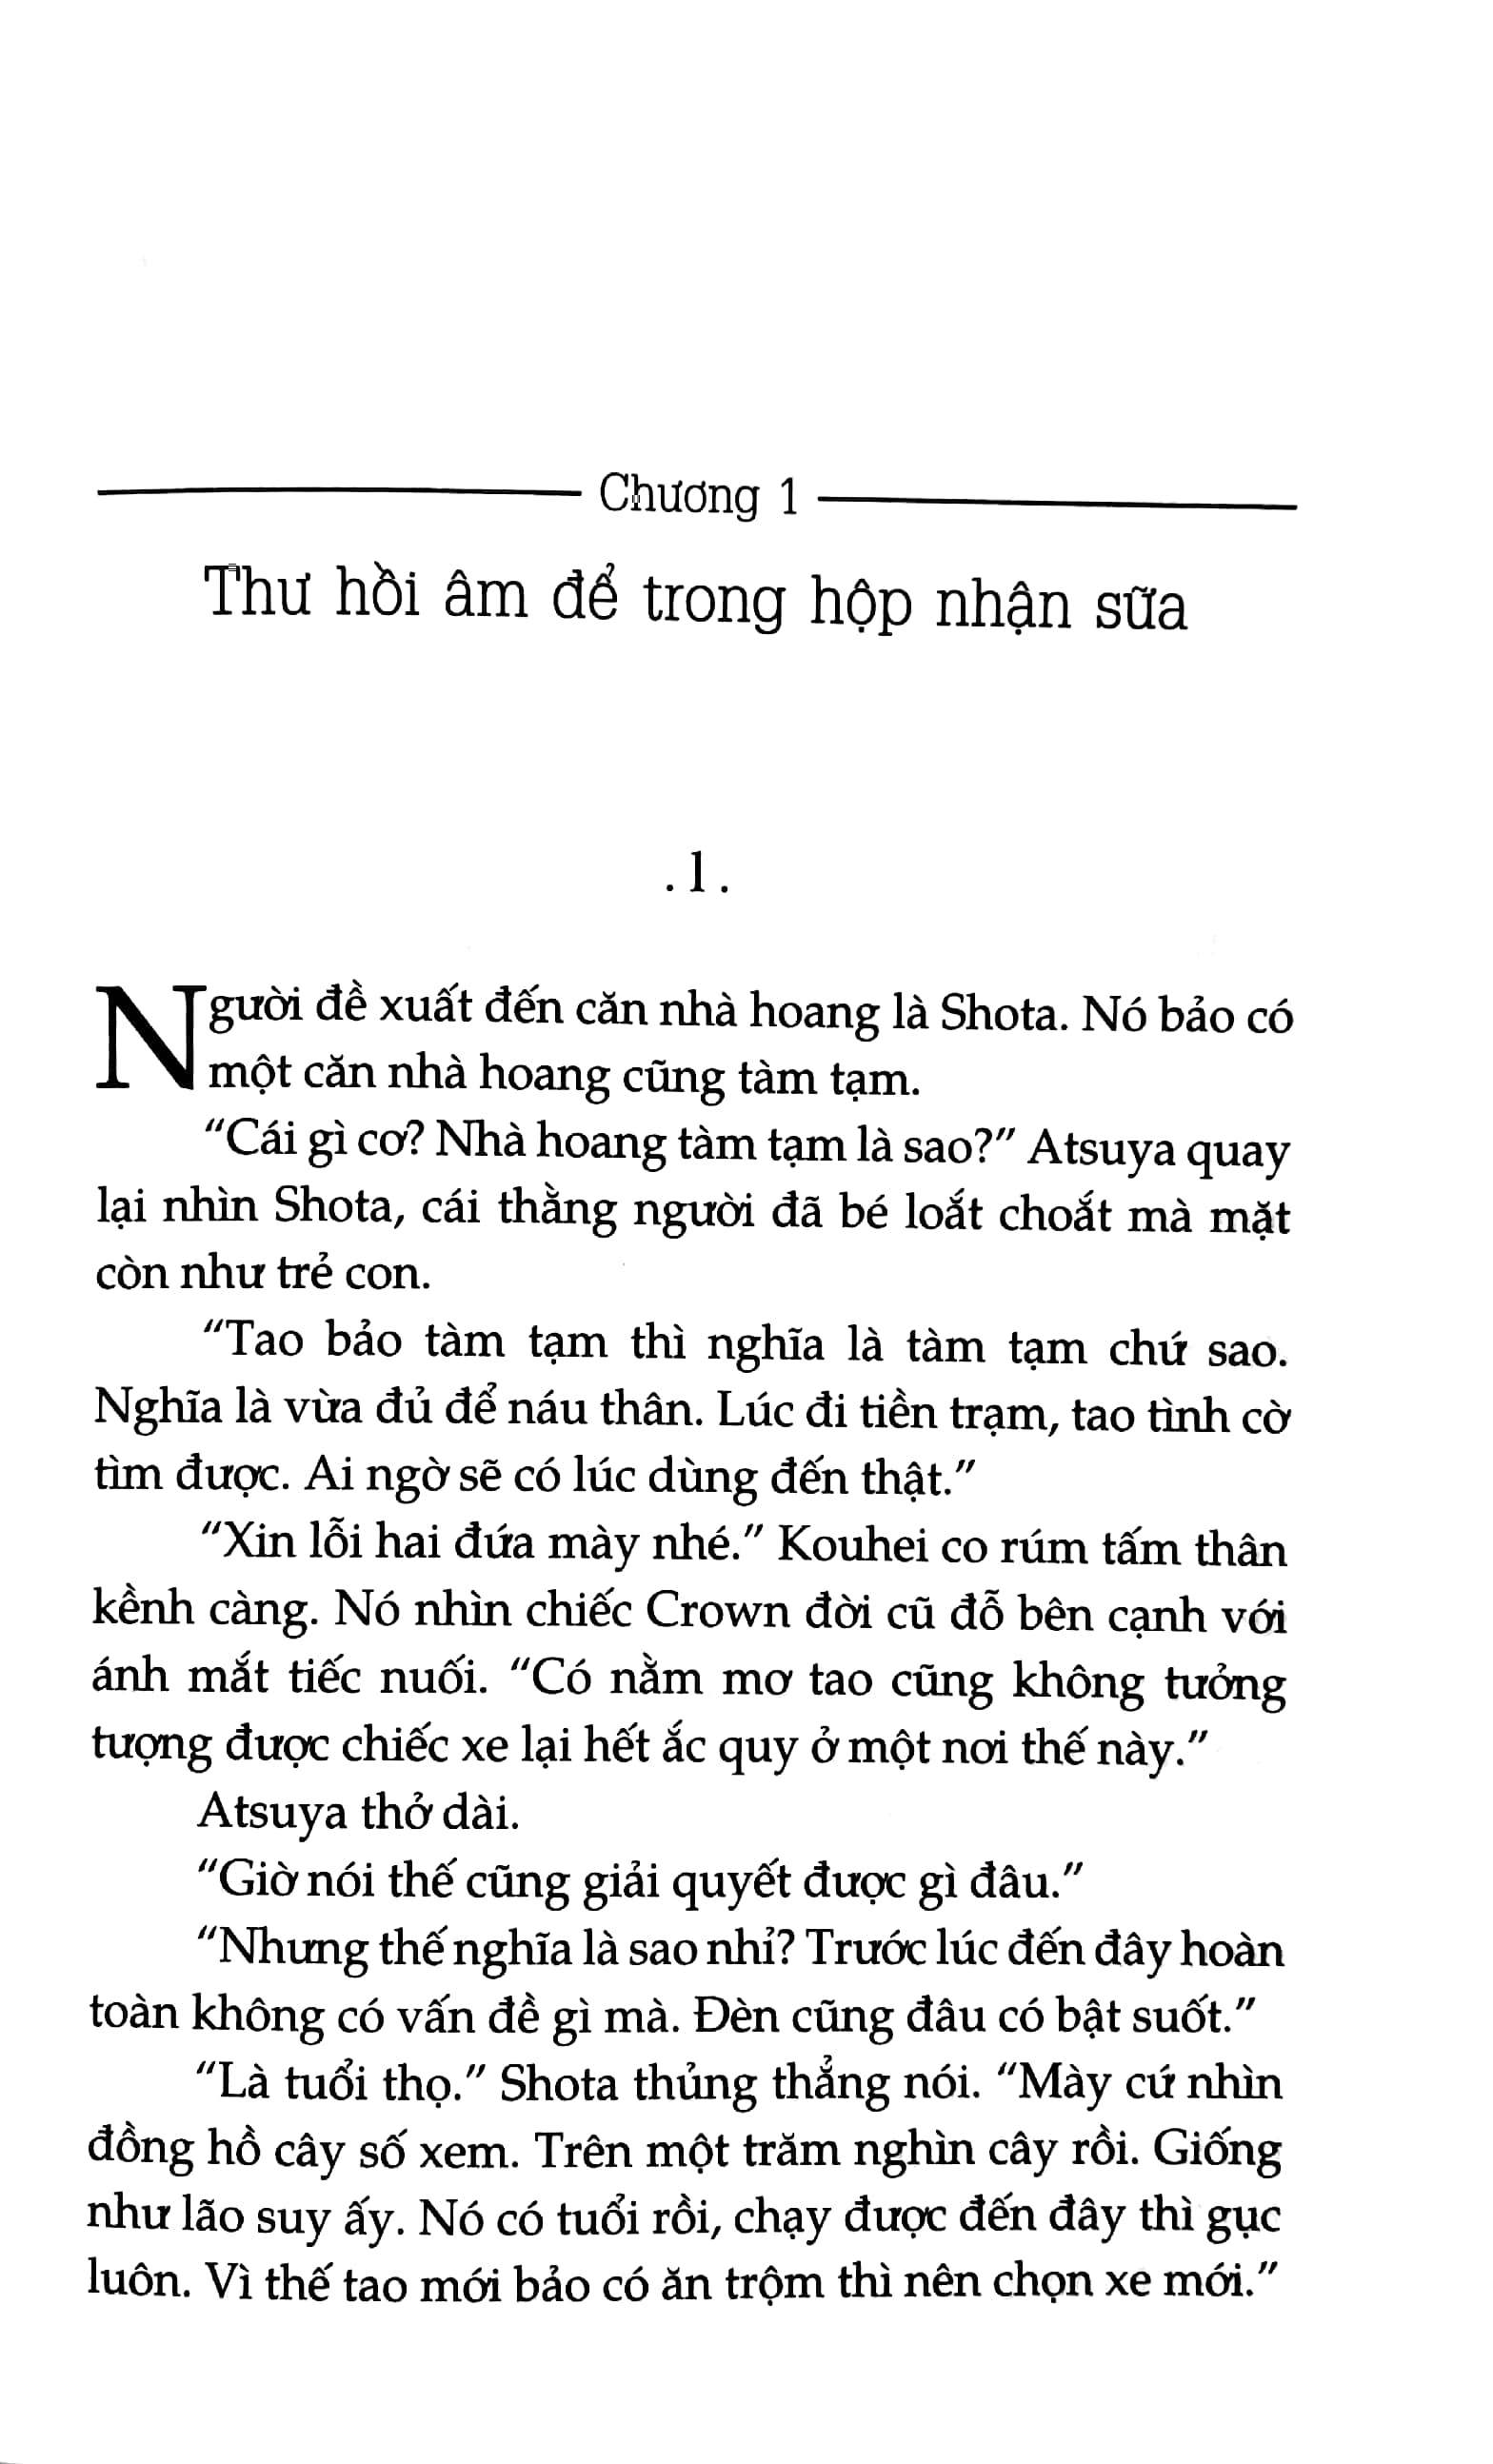 Chương 1
Thư hồi âm để trong hộp nhận sữa
.1.
Người đề xuất đến căn nhà hoang là Shota. Nó bảo có
một căn nhà hoang cũng tàm tạm.
“Cái gì cơ? Nhà hoang tàm tạm là sao?” Atsuya quay
lại nhìn Shota, cái thằng người đã bé loắt choắt mà mặt
còn như trẻ con.
“Tao bảo tàm tạm thì nghĩa là tàm tạm chứ sao.
Nghĩa là vừa đủ để náu thân. Lúc đi tiền trạm, tao tình cờ
tìm được. Ai ngờ sẽ có lúc dùng đến thật.”
“Xin lỗi hai đứa mày nhé.” Kouhei co rúm tấm thân
kềnh càng. Nó nhìn chiếc Crown đời cũ đỗ bên cạnh với
ánh mắt tiếc nuối. “Có nằm mơ tao cũng không tưởng
tượng được chiếc xe lại hết ắc quy ở một nơi thế này.”
Atsuya thở dài.
“Giờ nói thế cũng giải quyết được gì đâu.”
“Nhưng thế nghĩa là sao nhỉ? Trước lúc đến đây hoàn
toàn không có vấn đề gì mà. Đèn cũng đâu có bật suốt.”
“Là tuổi thọ.” Shota thủng thẳng nói. “Mày cứ nhìn
đồng hồ cây số xem. Trên một trăm nghìn cây rồi. Giống
như lão suy ấy. Nó có tuổi rồi, chạy được đến đây thì gục
luôn. Vì thế tao mới bảo có ăn trộm thì nên chọn xe mới.”